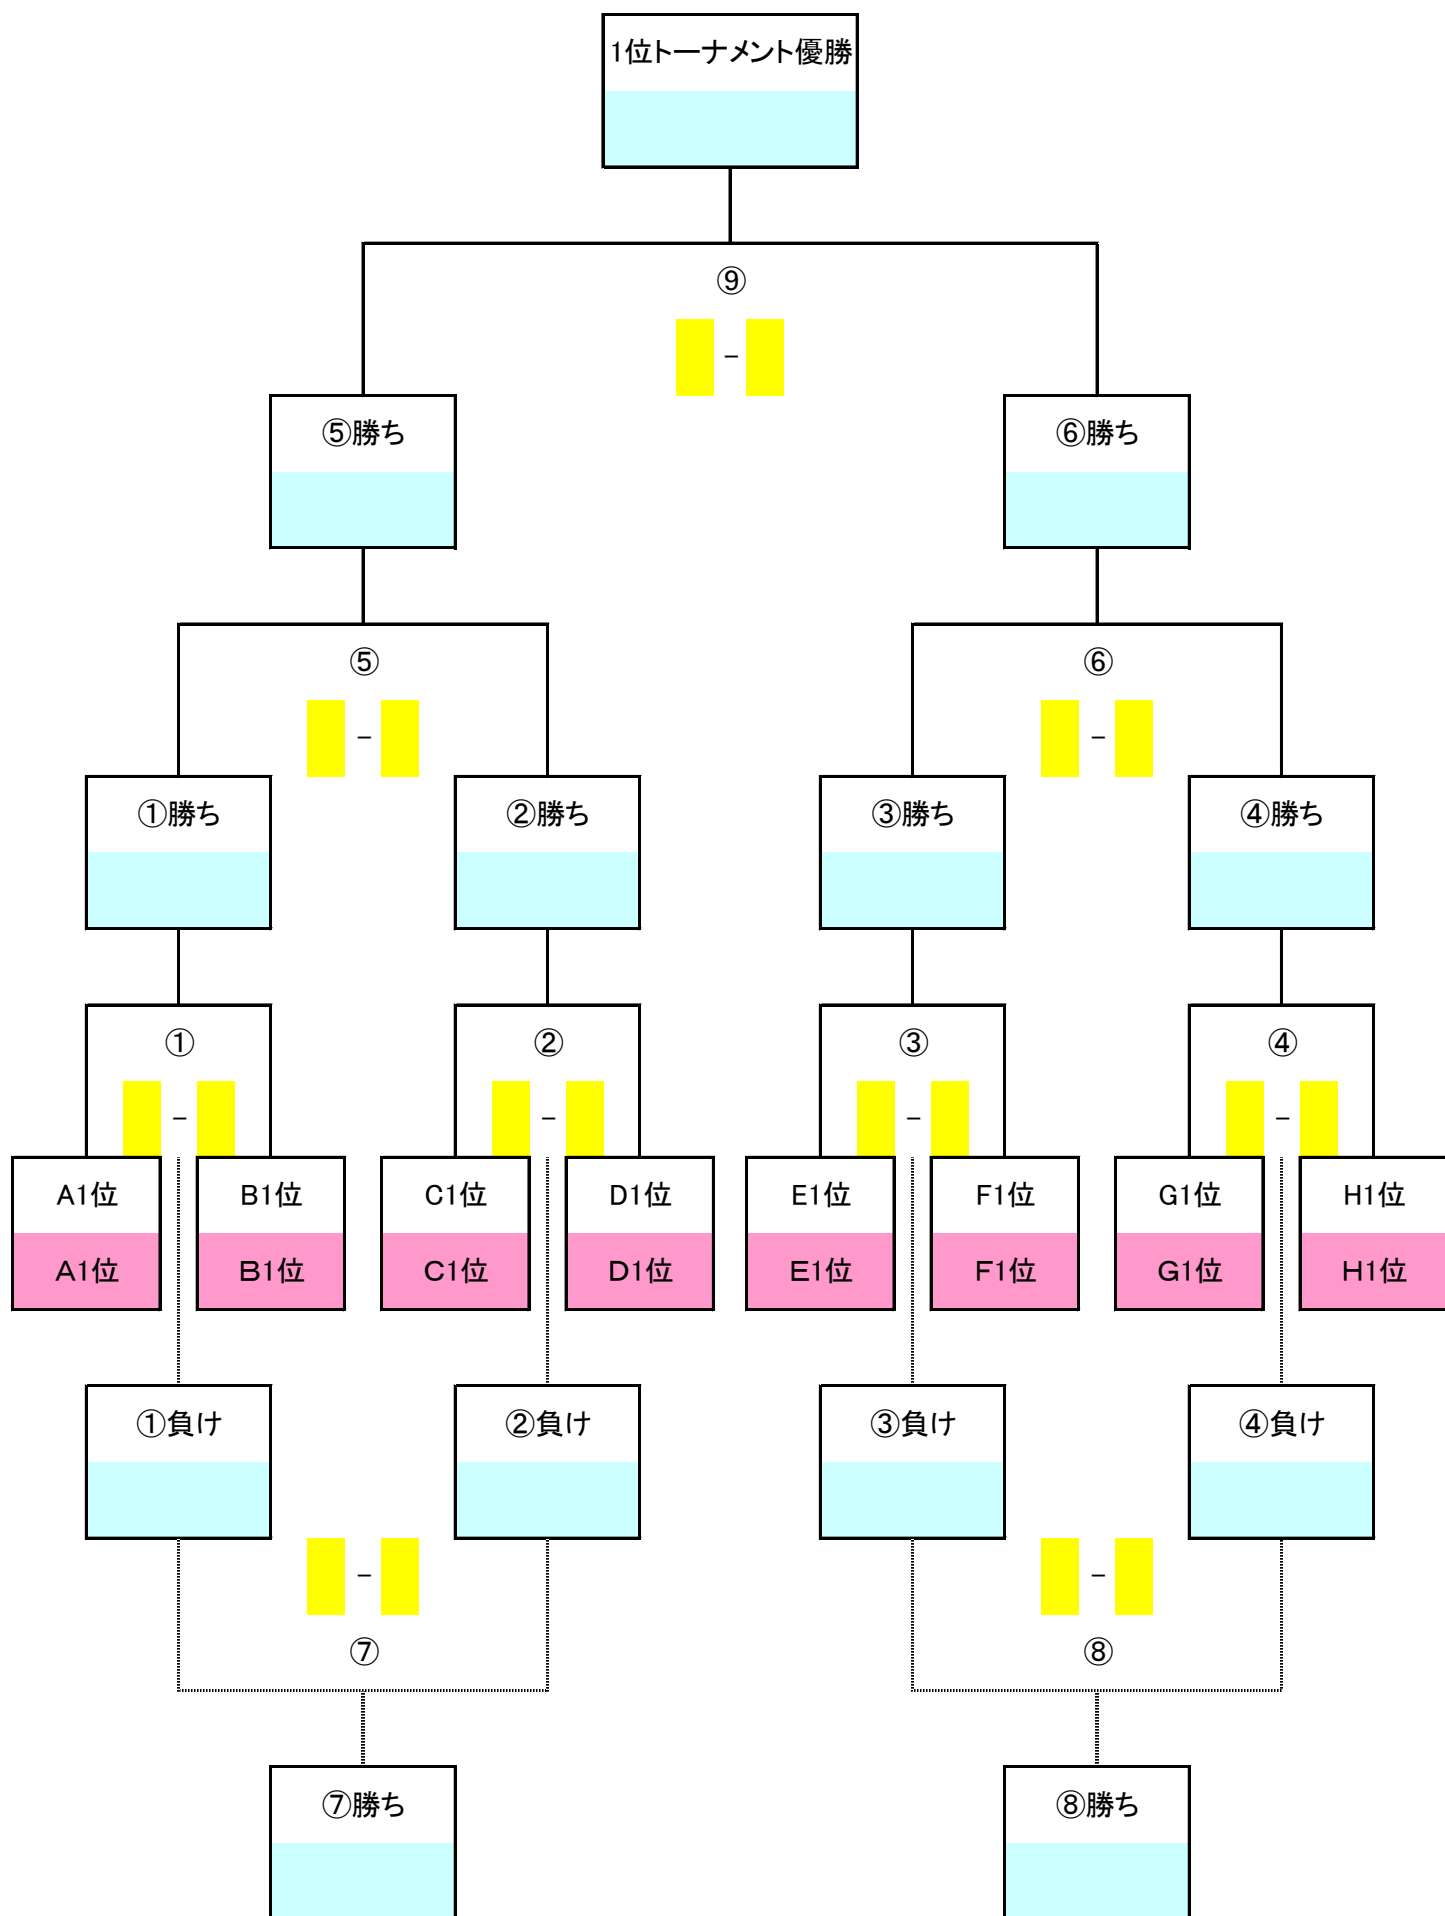 1位トーナメント優勝
⑨
-
⑤勝ち
⑥勝ち
⑤
⑥
-
-
①勝ち
②勝ち
③勝ち
④勝ち
①
②
③
④
-
-
-
-
A1位
B1位
C1位
D1位
E1位
F1位
G1位
H1位
A1位
B1位
C1位
D1位
E1位
F1位
G1位
H1位
①負け
②負け
③負け
④負け
-
-
⑦
⑧
⑦勝ち
⑧勝ち